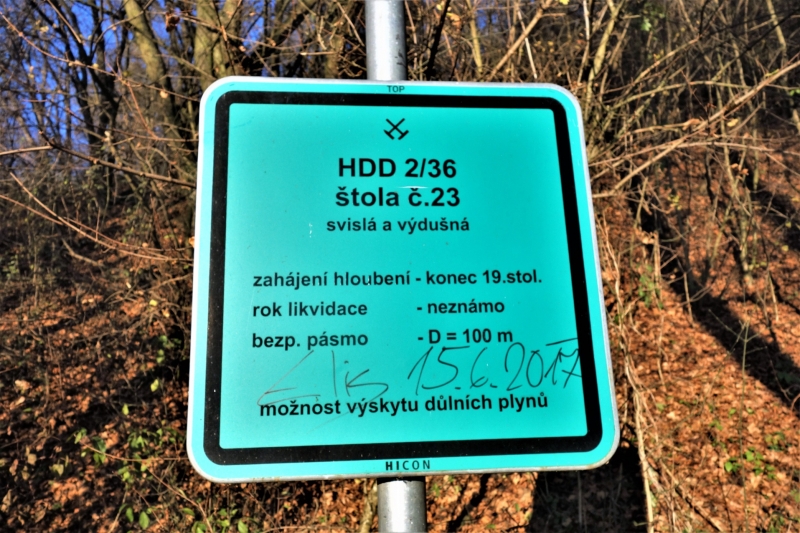 TOP
HDD 2/36
štola č.23
svislá a výdušná
zahájení hloubení - konec 19.stol.
rok likvidace - neznámo
bezp. pásmo - D = 100 m
15.6.2017
možnost výskytu důlních plynů
HICON